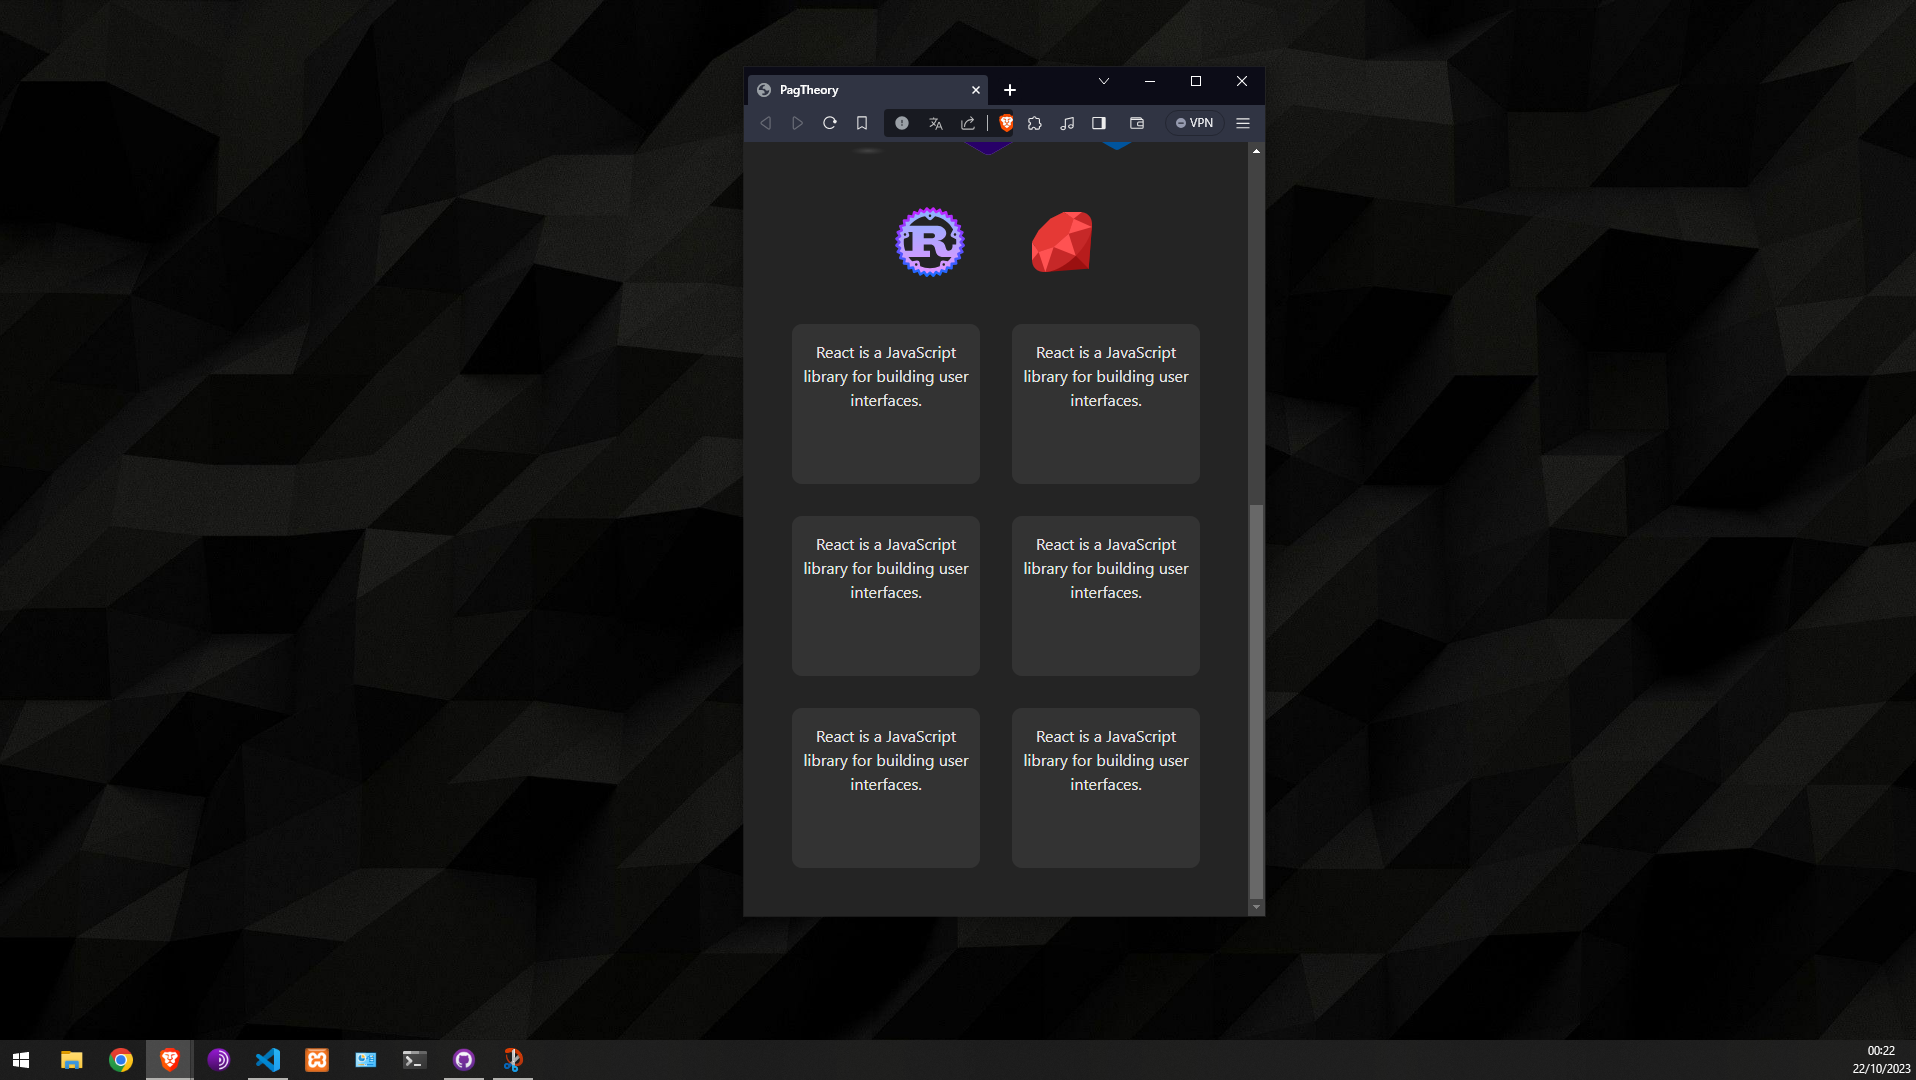 PagTheory
VPN
R
React is a JavaScript
library for building user
interfaces.
React is a JavaScript
library for building user
interfaces.
React is a JavaScript
library for building user
interfaces.
React is a JavaScript
library for building user
interfaces.
React is a JavaScript
library for building user
interfaces.
React is a JavaScript
library for building user
interfaces.
00:22
22/10/2023